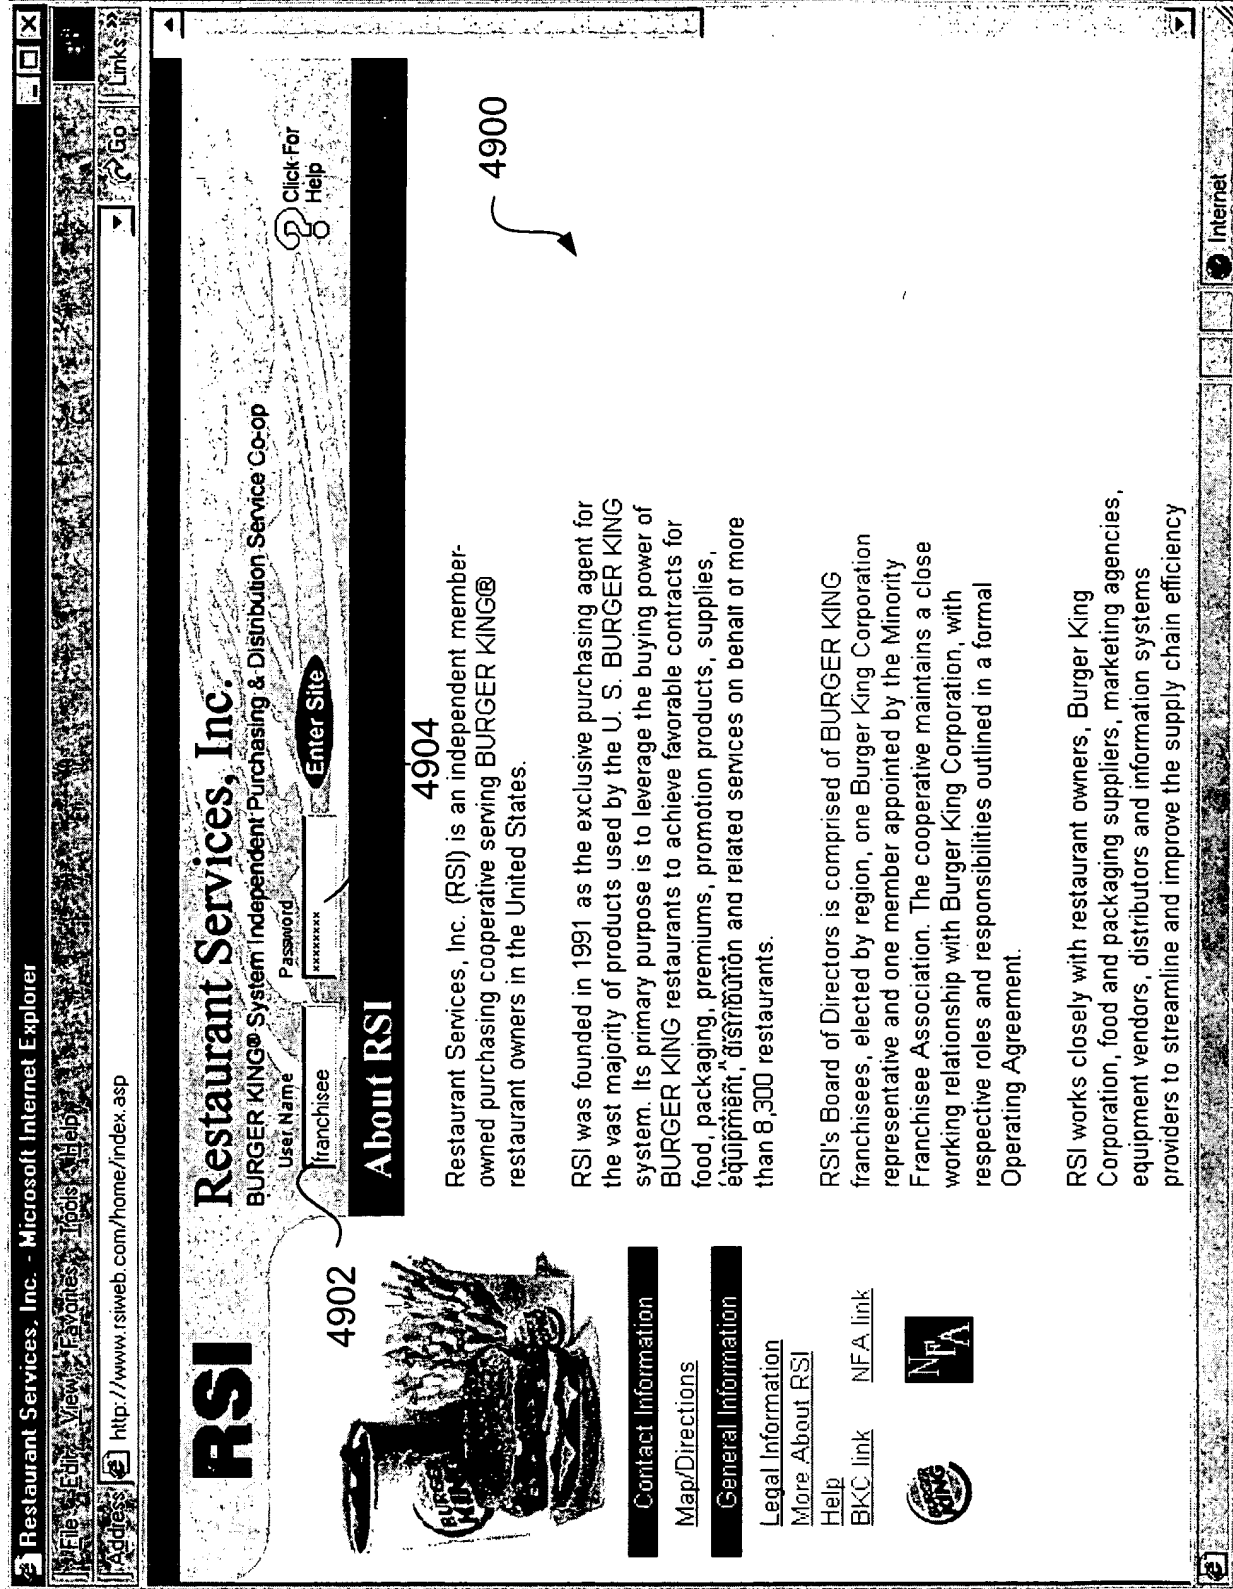 Restaurant Services, Inc. - Microsoft Internet Explorer
File Edit View Favorites Tools Help
Address http://www.rsiweb.com/home/index.asp Go Links »
RSI
Restaurant Services, Inc.
BURGER KING® System Independent Purchasing & Distribution Service Co-op
User Name Password
franchisee xxxxxxxx Enter Site
Click For
Help
4902
4904
4900
About RSI
BURGER
KING
Contact Information
Map/Directions
General Information
Legal Information
More About RSI
Help
BKC link NFA link
BURGER
KING
NFA
Restaurant Services, Inc. (RSI) is an independent member-
owned purchasing cooperative serving BURGER KING®
restaurant owners in the United States.
RSI was founded in 1991 as the exclusive purchasing agent for
the vast majority of products used by the U. S. BURGER KING
system. Its primary purpose is to leverage the buying power of
BURGER KING restaurants to achieve favorable contracts for
food, packaging, premiums, promotion products, supplies,
equipment, distribution and related services on behalf of more
than 8,300 restaurants.
RSI's Board of Directors is comprised of BURGER KING
franchisees, elected by region, one Burger King Corporation
representative and one member appointed by the Minority
Franchisee Association. The cooperative maintains a close
working relationship with Burger King Corporation, with
respective roles and responsibilities outlined in a formal
Operating Agreement.
RSI works closely with restaurant owners, Burger King
Corporation, food and packaging suppliers, marketing agencies,
equipment vendors, distributors and information systems
providers to streamline and improve the supply chain efficiency
Internet